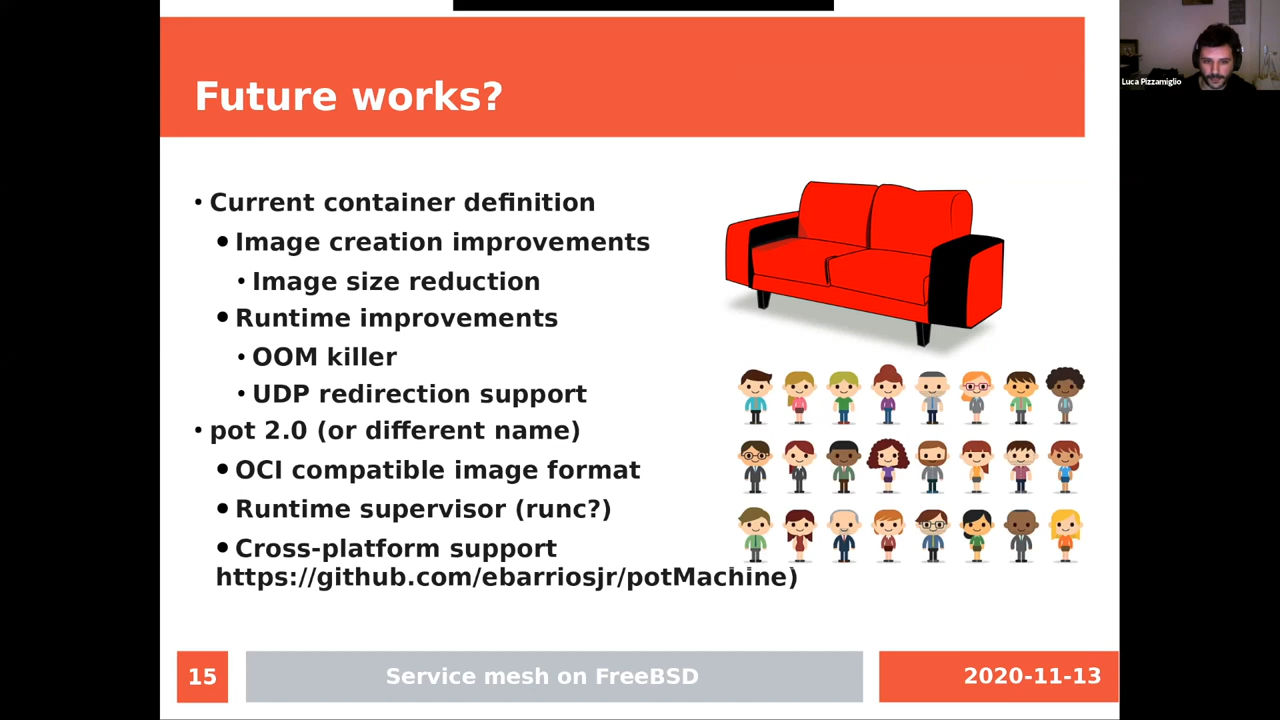 Future works?
Luca Pizzamiglio
• Current container definition
• Image creation improvements
• Image size reduction
• Runtime improvements
• OOM killer
• UDP redirection support
• pot 2.0 (or different name)
• OCI compatible image format
• Runtime supervisor (runc?)
• Cross-platform support
https://github.com/ebarriosjr/potMachine)
15
Service mesh on FreeBSD
2020-11-13